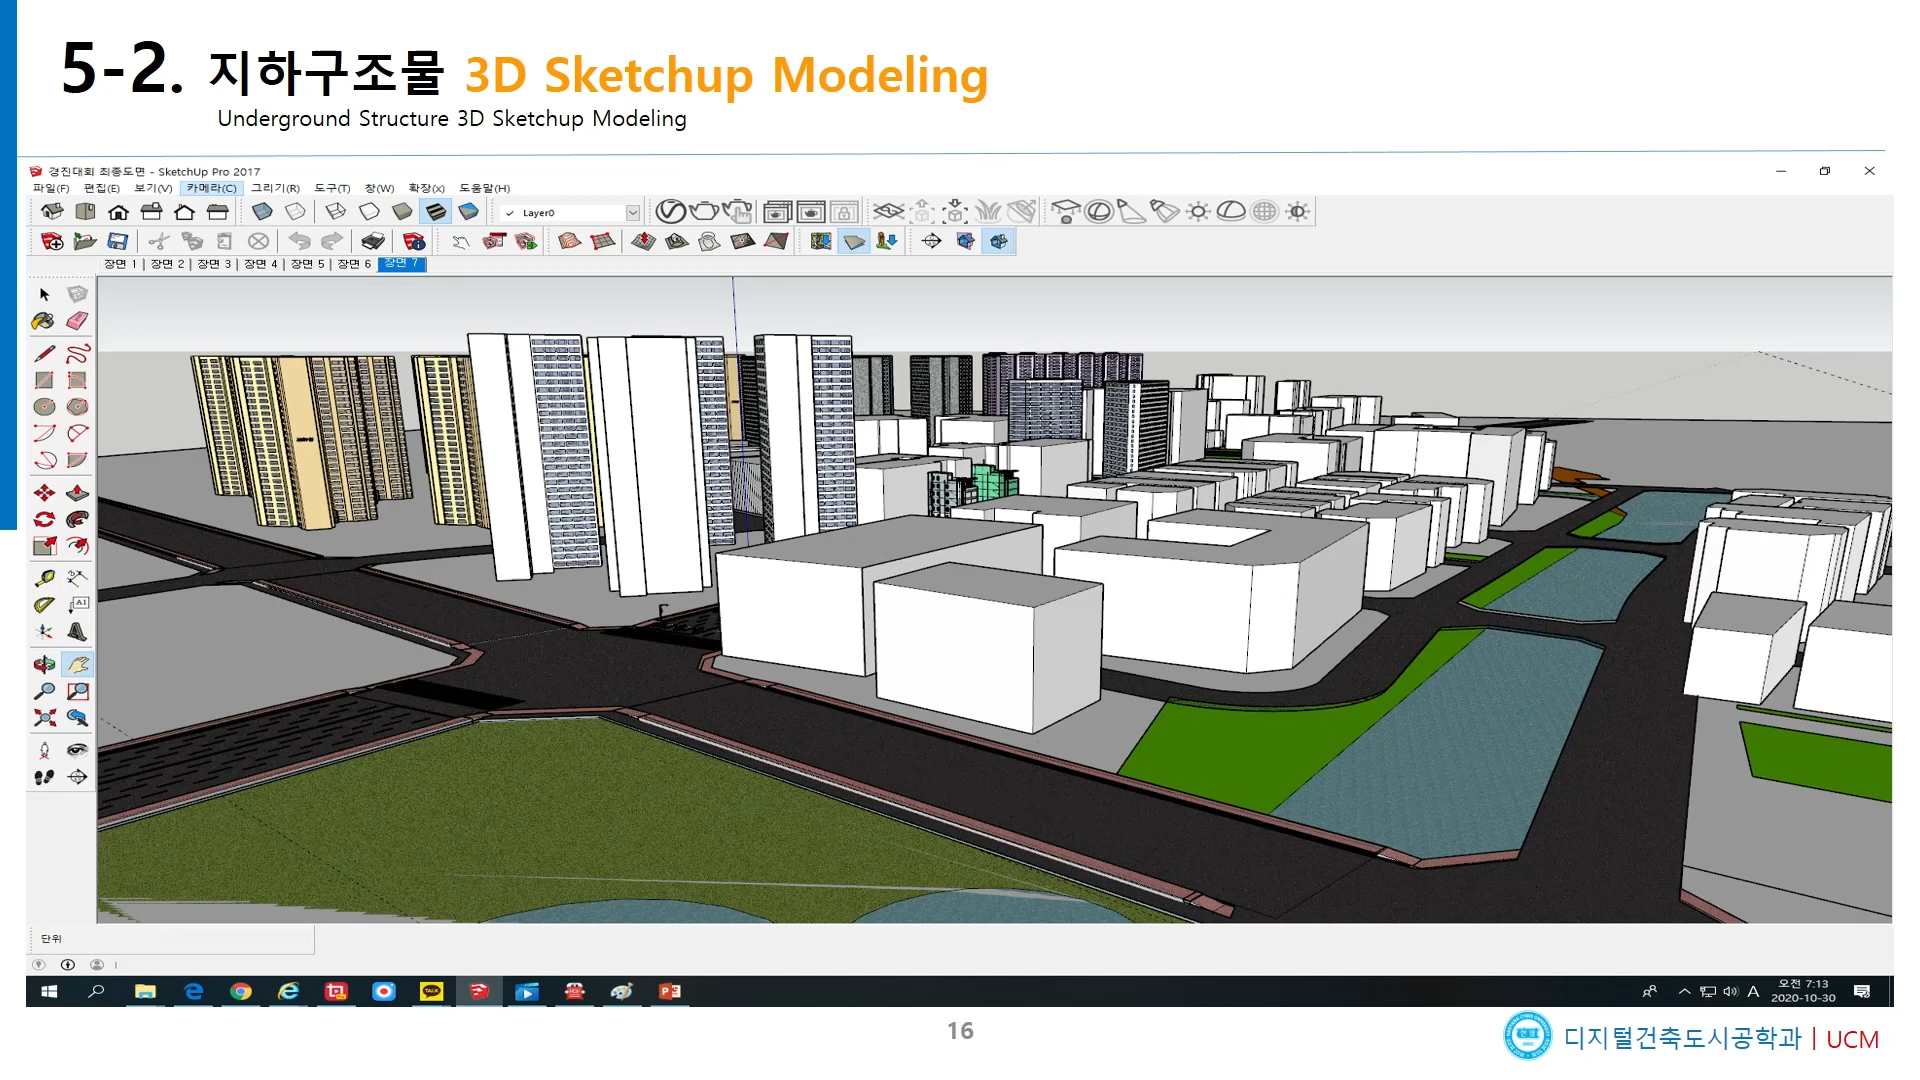 5-2. 지하구조물 3D Sketchup Modeling
Underground Structure 3D Sketchup Modeling
경진대회 최종도면 - SketchUp Pro 2017
파일(F) 편집(E) 보기(V) 카메라(C) 그리기(R) 도구(T) 창(W) 확장(x) 도움말(H)
Layer0
장면 1 장면 2 장면 3 장면 4 장면 5 장면 6 장면 7
단위
TALK
A
오전 7:13
2020-10-30
16
디지털건축도시공학과 | UCM